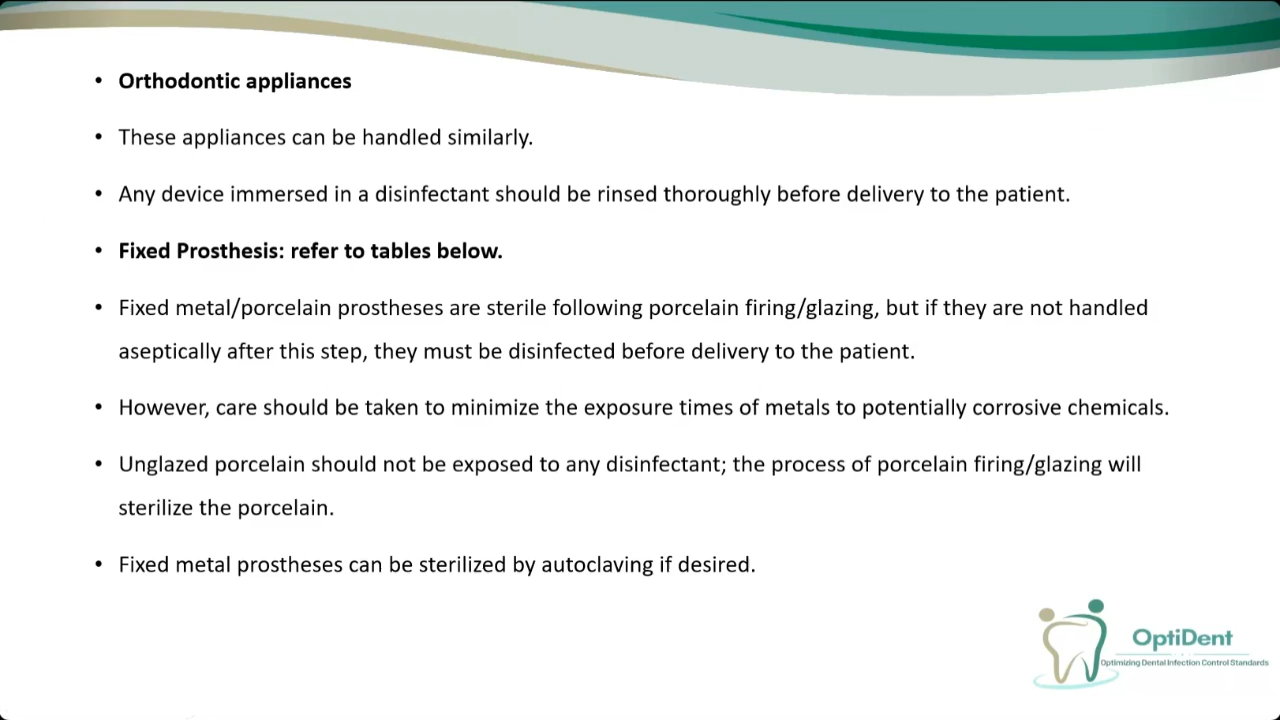 • Orthodontic appliances
• These appliances can be handled similarly.
• Any device immersed in a disinfectant should be rinsed thoroughly before delivery to the patient.
• Fixed Prosthesis: refer to tables below.
• Fixed metal/porcelain prostheses are sterile following porcelain firing/glazing, but if they are not handled
aseptically after this step, they must be disinfected before delivery to the patient.
• However, care should be taken to minimize the exposure times of metals to potentially corrosive chemicals.
• Unglazed porcelain should not be exposed to any disinfectant; the process of porcelain firing/glazing will
sterilize the porcelain.
• Fixed metal prostheses can be sterilized by autoclaving if desired.
OptiDent
Optimizing Dental Infection Control Standards